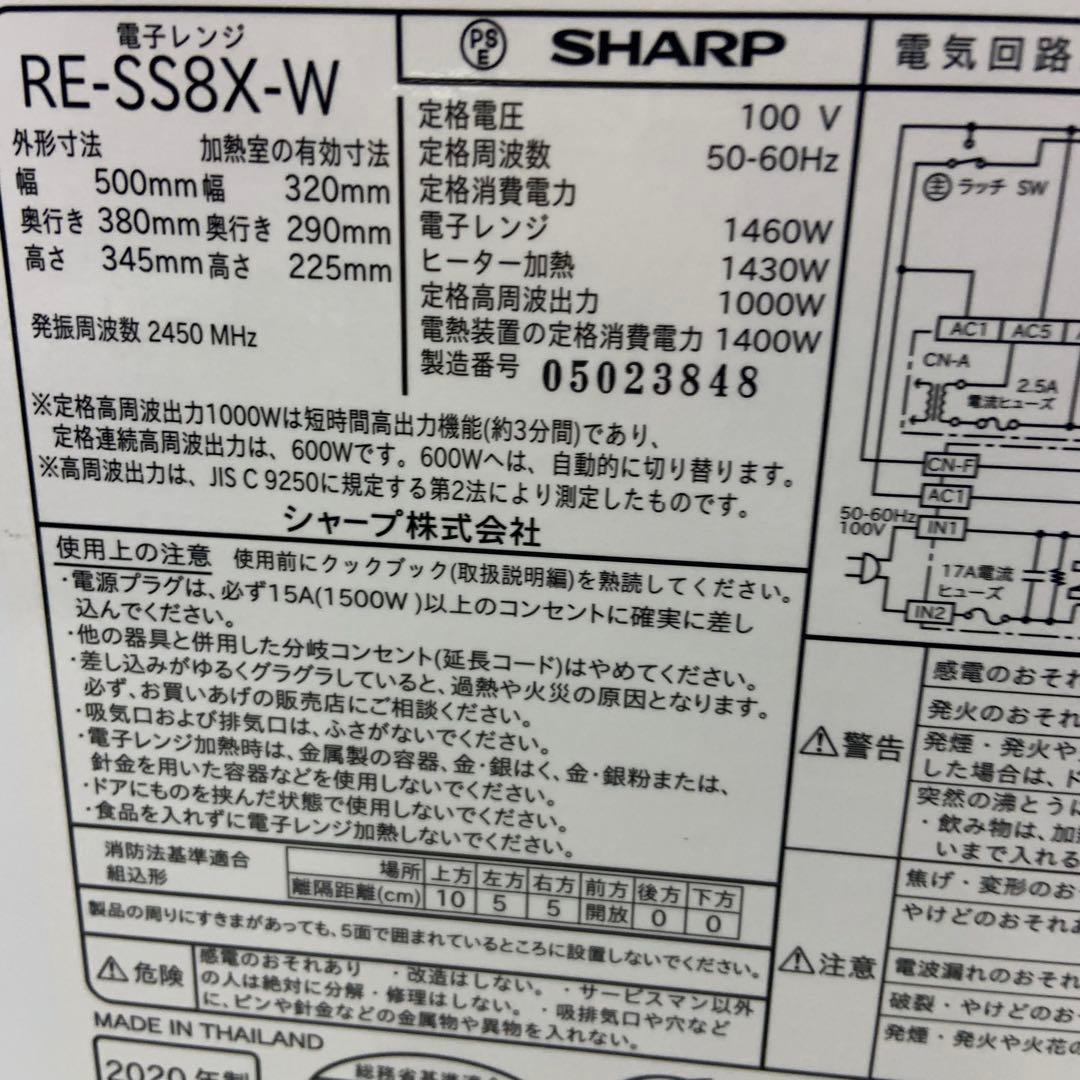 電子レンジ
RE-SS8X-W
外形寸法 加熱室の有効寸法
幅 500mm 幅 320mm
奥行き 380mm 奥行き 290mm
高さ 345mm 高さ 225mm
発振周波数 2450 MHz
PS
E
SHARP
定格電圧 100 V
定格周波数 50-60Hz
定格消費電力
電子レンジ 1460W
ヒーター加熱 1430W
定格高周波出力 1000W
電熱装置の定格消費電力 1400W
製造番号 05023848
※定格高周波出力1000Wは短時間高出力機能(約3分間)であり、
定格連続高周波出力は、600Wです。600Wへは、自動的に切り替ります。
※高周波出力は、JIS C 9250に規定する第2法により測定したものです。
シャープ株式会社
使用上の注意 使用前にクックブック(取扱説明編)を熟読してください。
・電源プラグは、必ず15A(1500W)以上のコンセントに確実に差し
込んでください。
・他の器具と併用した分岐コンセント(延長コード)はやめてください。
・差し込みがゆるくグラグラしていると、過熱や火災の原因となります。
必ず、お買いあげの販売店にご相談ください。
・吸気口および排気口は、ふさがないでください。
・電子レンジ加熱時は、金属製の容器、金・銀はく、金・銀粉または、
針金を用いた容器などを使用しないでください。
・ドアにものを挟んだ状態で使用しないでください。
・食品を入れずに電子レンジ加熱しないでください。
消防法基準適合
組込形
場所 上方 左方 右方 前方 後方 下方
離隔距離(cm) 10 5 5 開放 0 0
製品の周りにすきまがあっても、5面で囲まれているところに設置しないでください。
⚠危険
感電のおそれあり ・改造はしない。・サービスマン以外
の人は絶対に分解・修理はしない。・吸排気口や穴など
に、ピンや針金などの金属物や異物を入れない。
MADE IN THAILAND
2020年製
総務省基準適合
電気回路
主 ラッチ SW
AC1 AC5
CN-A
2.5A
電流ヒューズ
CN-F
AC1
50-60Hz
100V
IN1
17A電流
ヒューズ
IN2
⚠警告
感電のおそれ
発火のおそれ
発煙・発火や
した場合は、ド
突然の沸とうに
・飲み物は、加
いまで入れる
⚠注意
焦げ・変形のお
やけどのおそれ
電波漏れのおそれ
破裂・やけどのお
発煙・発火や火花の